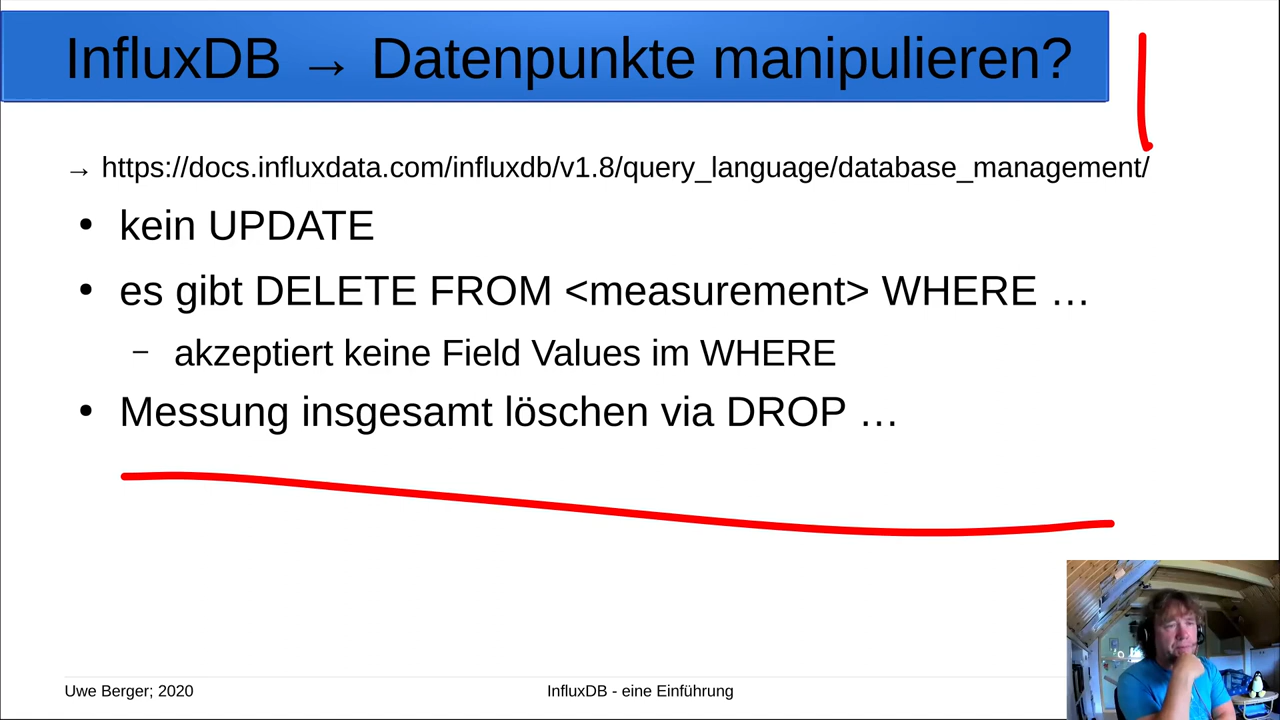 InfluxDB → Datenpunkte manipulieren?
→ https://docs.influxdata.com/influxdb/v1.8/query_language/database_management/
• kein UPDATE
• es gibt DELETE FROM <measurement> WHERE …
– akzeptiert keine Field Values im WHERE
• Messung insgesamt löschen via DROP …
Uwe Berger; 2020
InfluxDB - eine Einführung